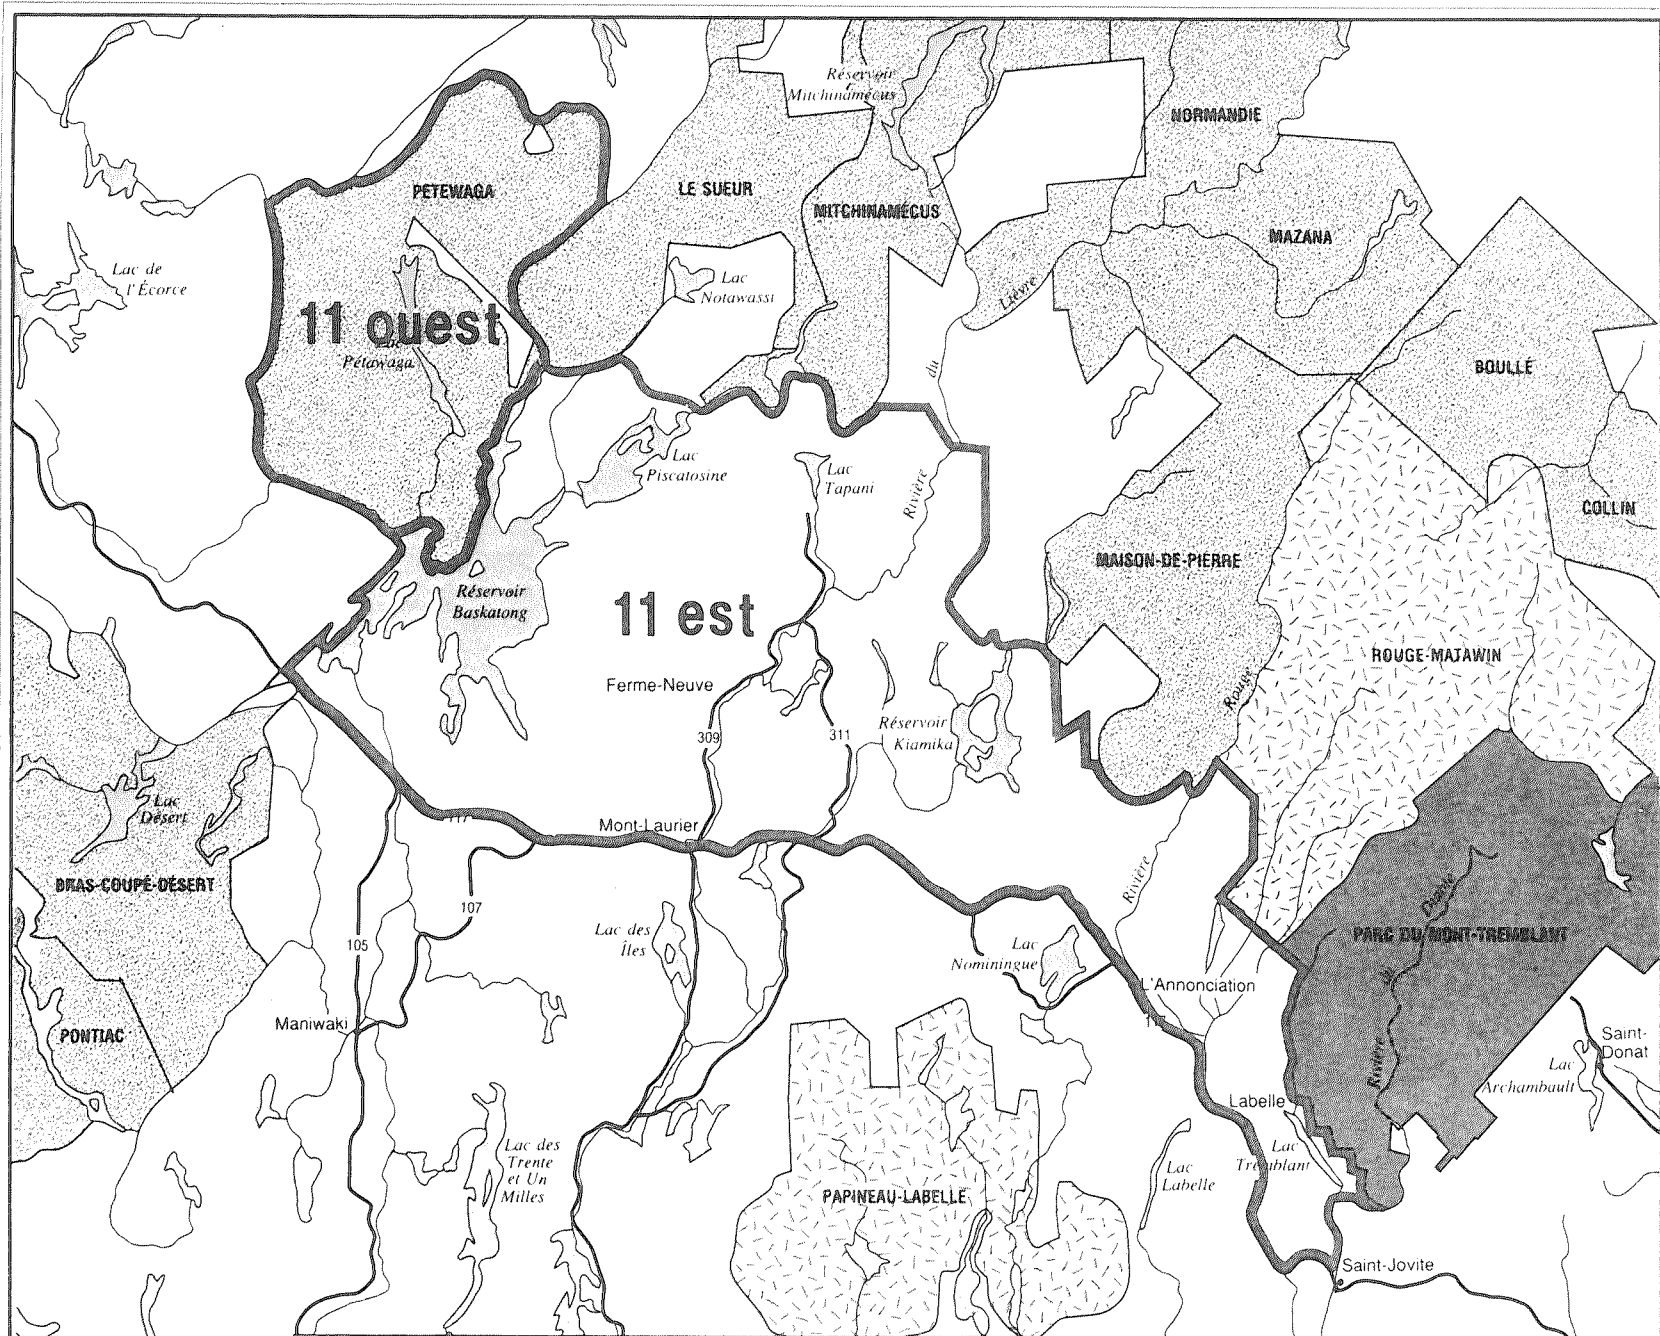 Réservoir
Mitchinamécus
NORMANDIE
PETEWAGA
LE SUEUR
MITCHINAMÉCUS
MAZANA
Lac de
l'Écorce
Lac
Notawassi
Lièvre
11 ouest
Pétawaga
du
BOULLÉ
Lac
Piscatosine
Lac
Tapani
Rivière
COLLIN
MAISON-DE-PIERRE
Réservoir
Baskatong
11 est
ROUGE-MATAWIN
Rouge
Ferme-Neuve
309
311
Réservoir
Kiamika
Lac
Désert
117
Mont-Laurier
BRAS-COUPÉ-DÉSERT
107
105
Lac des
Îles
Rivière
Lac
Nominingue
PARC DU MONT-TREMBLANT
L'Annonciation
Maniwaki
PONTIAC
Saint-
Donat
Lac
Archambault
Rivière
Labelle
Lac
Tremblant
Lac des
Trente
et Un
Milles
Lac
Labelle
PAPINEAU-LABELLE
Saint-Jovite